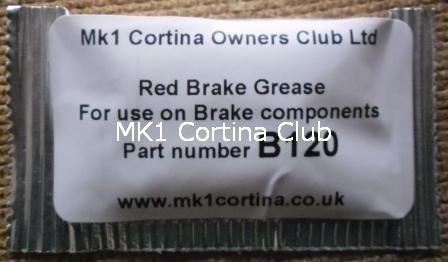 Mk1 Cortina Owners Club Ltd
Red Brake Grease
For use on Brake components
MK1 Cortina Club
Part number B120
www.mk1cortina.co.uk